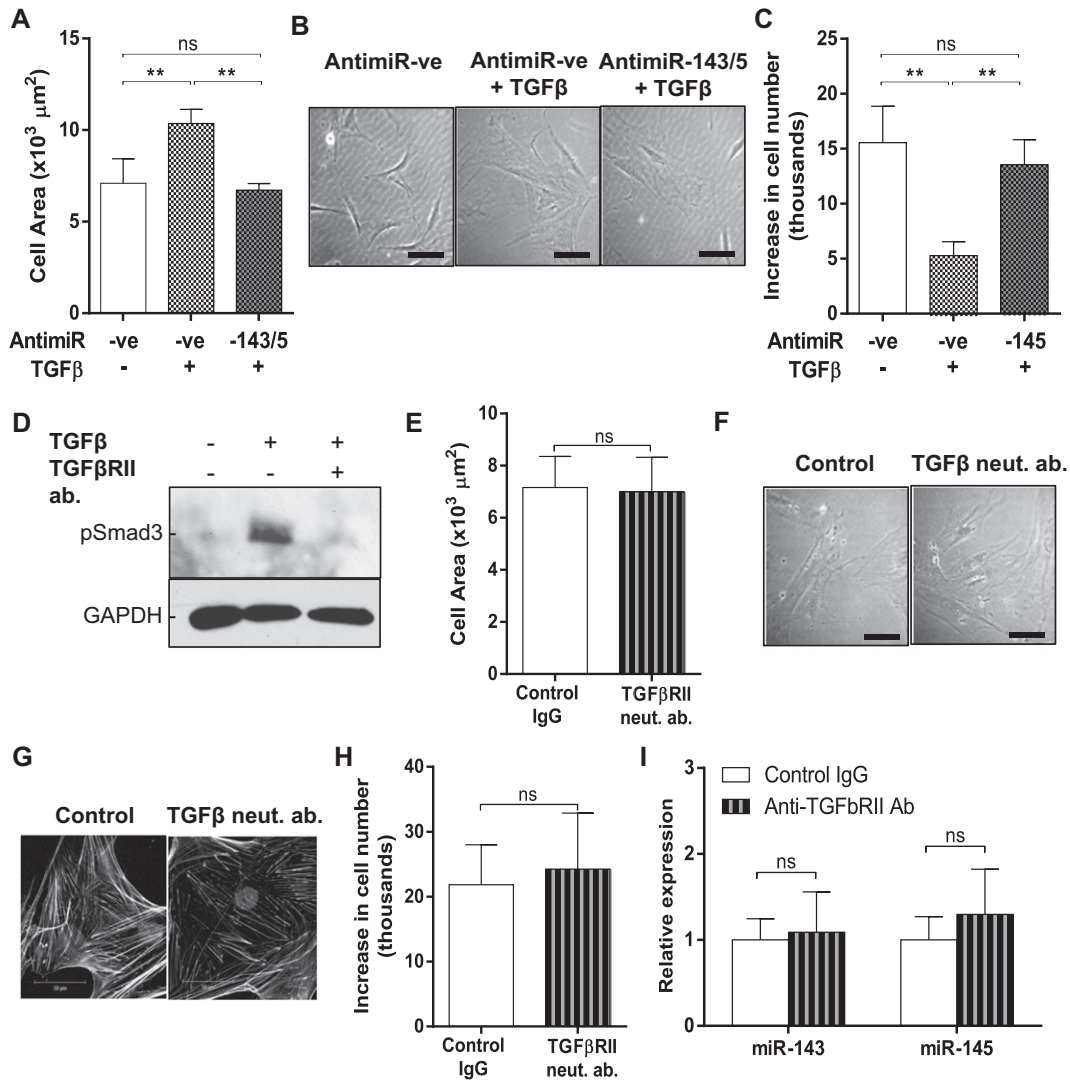 A
15
10
5
0
Cell Area (x10³ µm²)
ns
** **
AntimiR -ve -ve -143/5
TGFβ - + +
B
AntimiR-ve
AntimiR-ve
+ TGFβ
AntimiR-143/5
+ TGFβ
C
25
20
15
10
5
0
Increase in cell number
(thousands)
ns
** **
AntimiR -ve -ve -145
TGFβ - + +
D
TGFβ - + +
TGFβRII - - +
ab.
pSmad3
GAPDH
E
10
8
6
4
2
0
Cell Area (x10³ µm²)
ns
Control
IgG
TGFβRII
neut. ab.
F
Control
TGFβ neut. ab.
G
Control
TGFβ neut. ab.
H
40
30
20
10
0
Increase in cell number
(thousands)
ns
Control
IgG
TGFβRII
neut. ab.
I
3
2
1
0
Relative expression
Control IgG
Anti-TGFbRII Ab
ns
ns
miR-143
miR-145